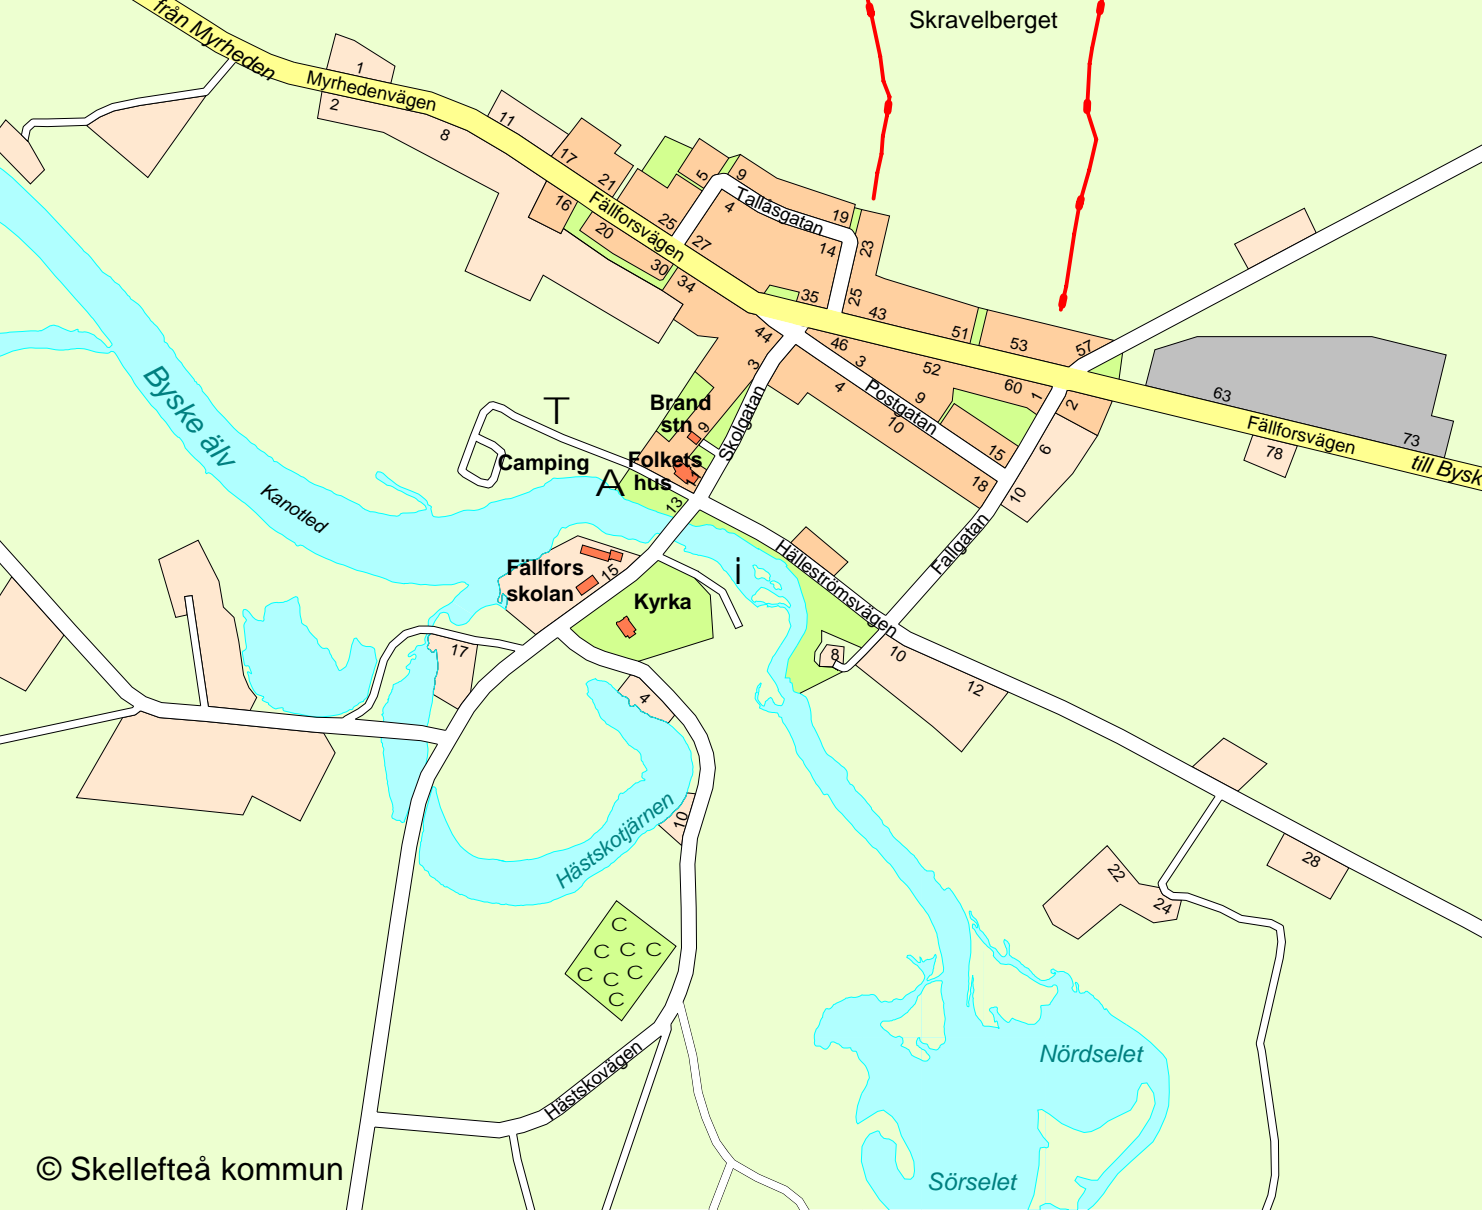 Skravelberget
från Myrheden
Myrhedenvägen
1
2
8
11
17
21
16
20
25
30
27
34
Fällforsvägen
5
9
4
Tallåsgatan
19
14
23
25
35
43
51
53
57
44
46
3
52
60
1
2
3
4
9
10
Postgatan
15
18
6
10
63
73
78
Fällforsvägen
till Bysk
Byske älv
Kanotled
T
Camping
A
Brand
stn
9
Skolgatan
Folkets
hus
11
13
Fällfors
skolan
15
Kyrka
i
Hälleströmsvägen
Fallgatan
8
10
12
17
4
10
Hästskotjärnen
C
C C C
C C C
C
Hästskovägen
22
24
28
Nördselet
Sörselet
© Skellefteå kommun